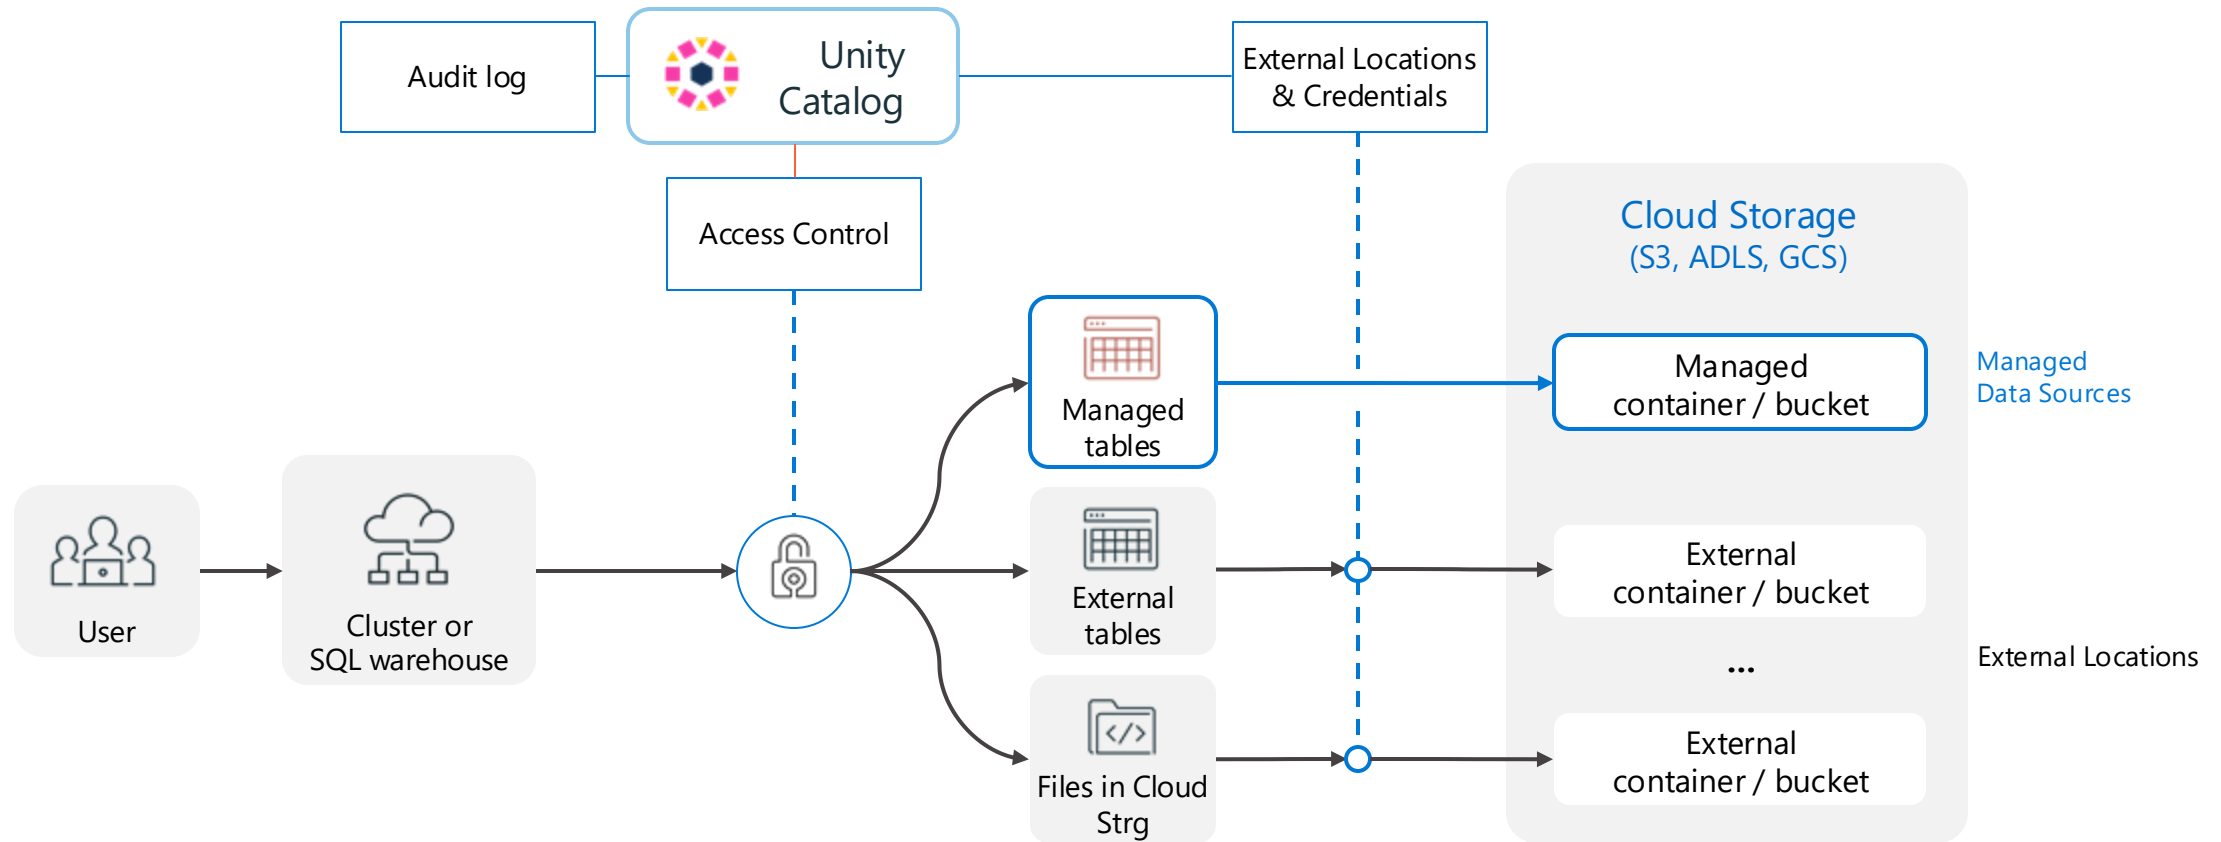 Audit log
Unity
Catalog
External Locations
& Credentials
Access Control
Cloud Storage
(S3, ADLS, GCS)
Managed
tables
Managed
container / bucket
Managed
Data Sources
User
Cluster or
SQL warehouse
External
tables
External
container / bucket
...
External Locations
Files in Cloud
Strg
External
container / bucket